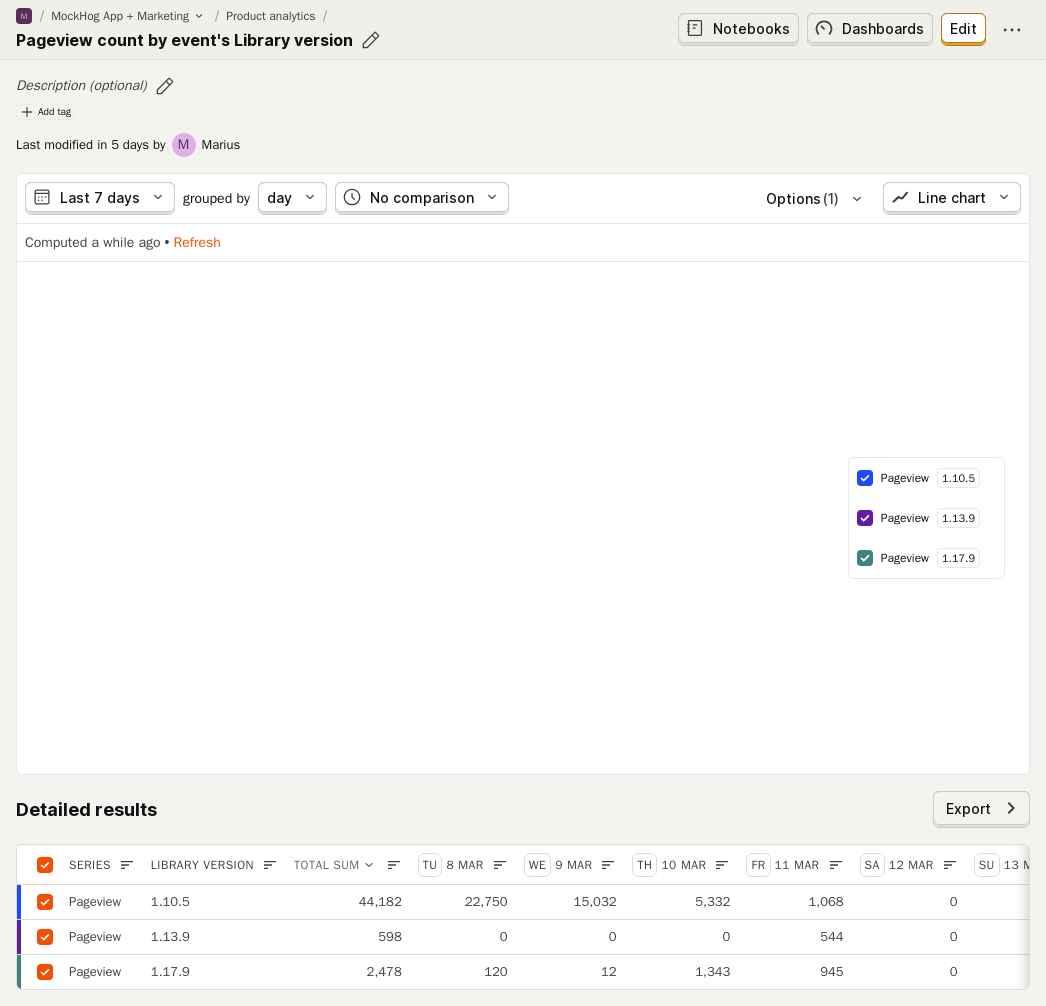 M / MockHog App + Marketing / Product analytics /
Pageview count by event's Library version
Notebooks
Dashboards
Edit
Description (optional)
Add tag
Last modified in 5 days by M Marius
Last 7 days grouped by day No comparison Options (1) Line chart
Computed a while ago • Refresh
Pageview 1.10.5
Pageview 1.13.9
Pageview 1.17.9
Detailed results
Export
SERIES LIBRARY VERSION TOTAL SUM TU 8 MAR WE 9 MAR TH 10 MAR FR 11 MAR SA 12 MAR SU 13 M
Pageview 1.10.5 44,182 22,750 15,032 5,332 1,068 0
Pageview 1.13.9 598 0 0 0 544 0
Pageview 1.17.9 2,478 120 12 1,343 945 0